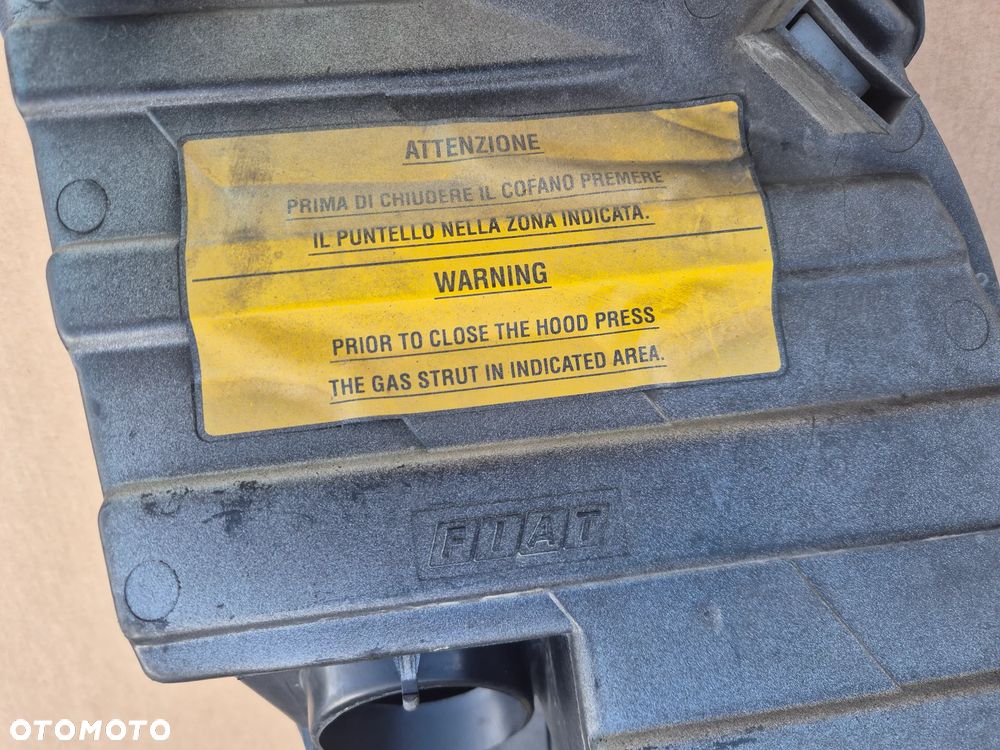 ATTENZIONE
PRIMA DI CHIUDERE IL COFANO PREMERE
IL PUNTELLO NELLA ZONA INDICATA.
WARNING
PRIOR TO CLOSE THE HOOD PRESS
THE GAS STRUT IN INDICATED AREA.
FIAT
OTOMOTO